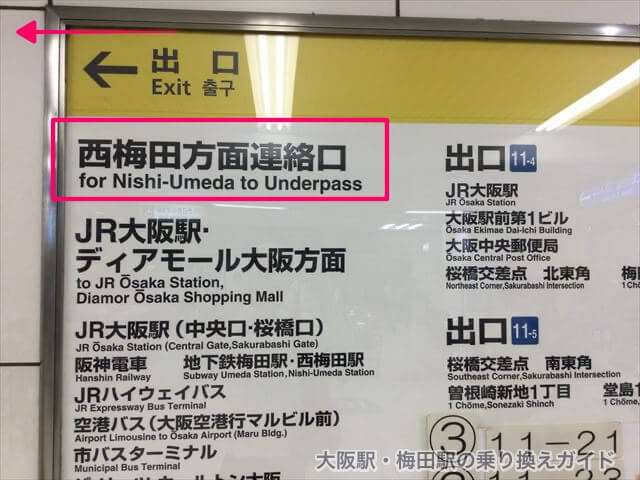 出口
Exit 출구
西梅田方面連絡口
for Nishi-Umeda to Underpass
JR大阪駅・
ディアモール大阪方面
to JR Ōsaka Station,
Diamor Ōsaka Shopping Mall
JR大阪駅（中央口・桜橋口）
JR Ōsaka Station (Central Gate,Sakurabashi Gate)
阪神電車 地下鉄梅田駅・西梅田駅
Hanshin Railway Subway Umeda Station,Nishi-Umeda Station
JRハイウェイバス
JR Expressway Bus Terminal
空港バス（大阪空港行マルビル前）
Airport Limousine to Ōsaka Airport (Maru Bldg.)
市バスターミナル
Municipal Bus Terminal
出口 11-4
JR大阪駅
JR Ōsaka Station
大阪駅前第1ビル
Ōsaka Ekimae Dai-Ichi Building
大阪中央郵便局
Ōsaka Central Post Office
桜橋交差点 北東角
Northeast Corner,Sakurabashi Intersection
出口 11-5
桜橋交差点 南東角
Southeast Corner,Sakurabashi Intersection
曽根崎新地1丁目
1 Chōme,Sonezaki Shinch
堂島1
1 Chōme
③ 11-21
大阪駅・梅田駅の乗り換えガイド